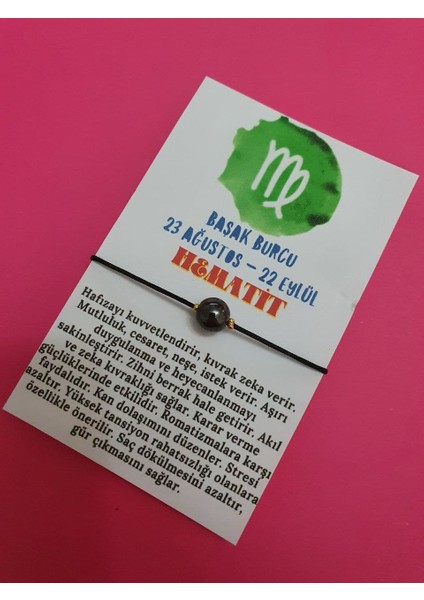 BAŞAK BURCU
23 AĞUSTOS – 22 EYLÜL
HEMATİT
Hafızayı kuvvetlendirir, kıvrak zeka verir.
Mutluluk, cesaret, neşe, istek verir. Aşırı
duygulanma ve heyecanlanmayı,
sakinleştirir. Zihni berrak hale getirir. Akıl
ve zeka kıvraklığı sağlar. Karar verme
güçlüklerinde etkilidir. Romatizmalara karşı
faydalıdır. Kan dolaşımını düzenler. Stresi
azaltır. Yüksek tansiyon rahatsızlığı olanlara
özellikle önerilir. Saç dökülmesini azaltır,
gür çıkmasını sağlar.